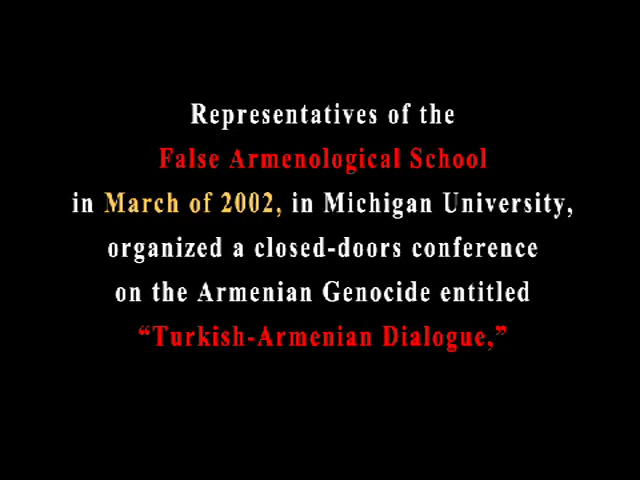 Representatives of the
False Armenological School
in March of 2002, in Michigan University,
organized a closed-doors conference
on the Armenian Genocide entitled
“Turkish-Armenian Dialogue,”